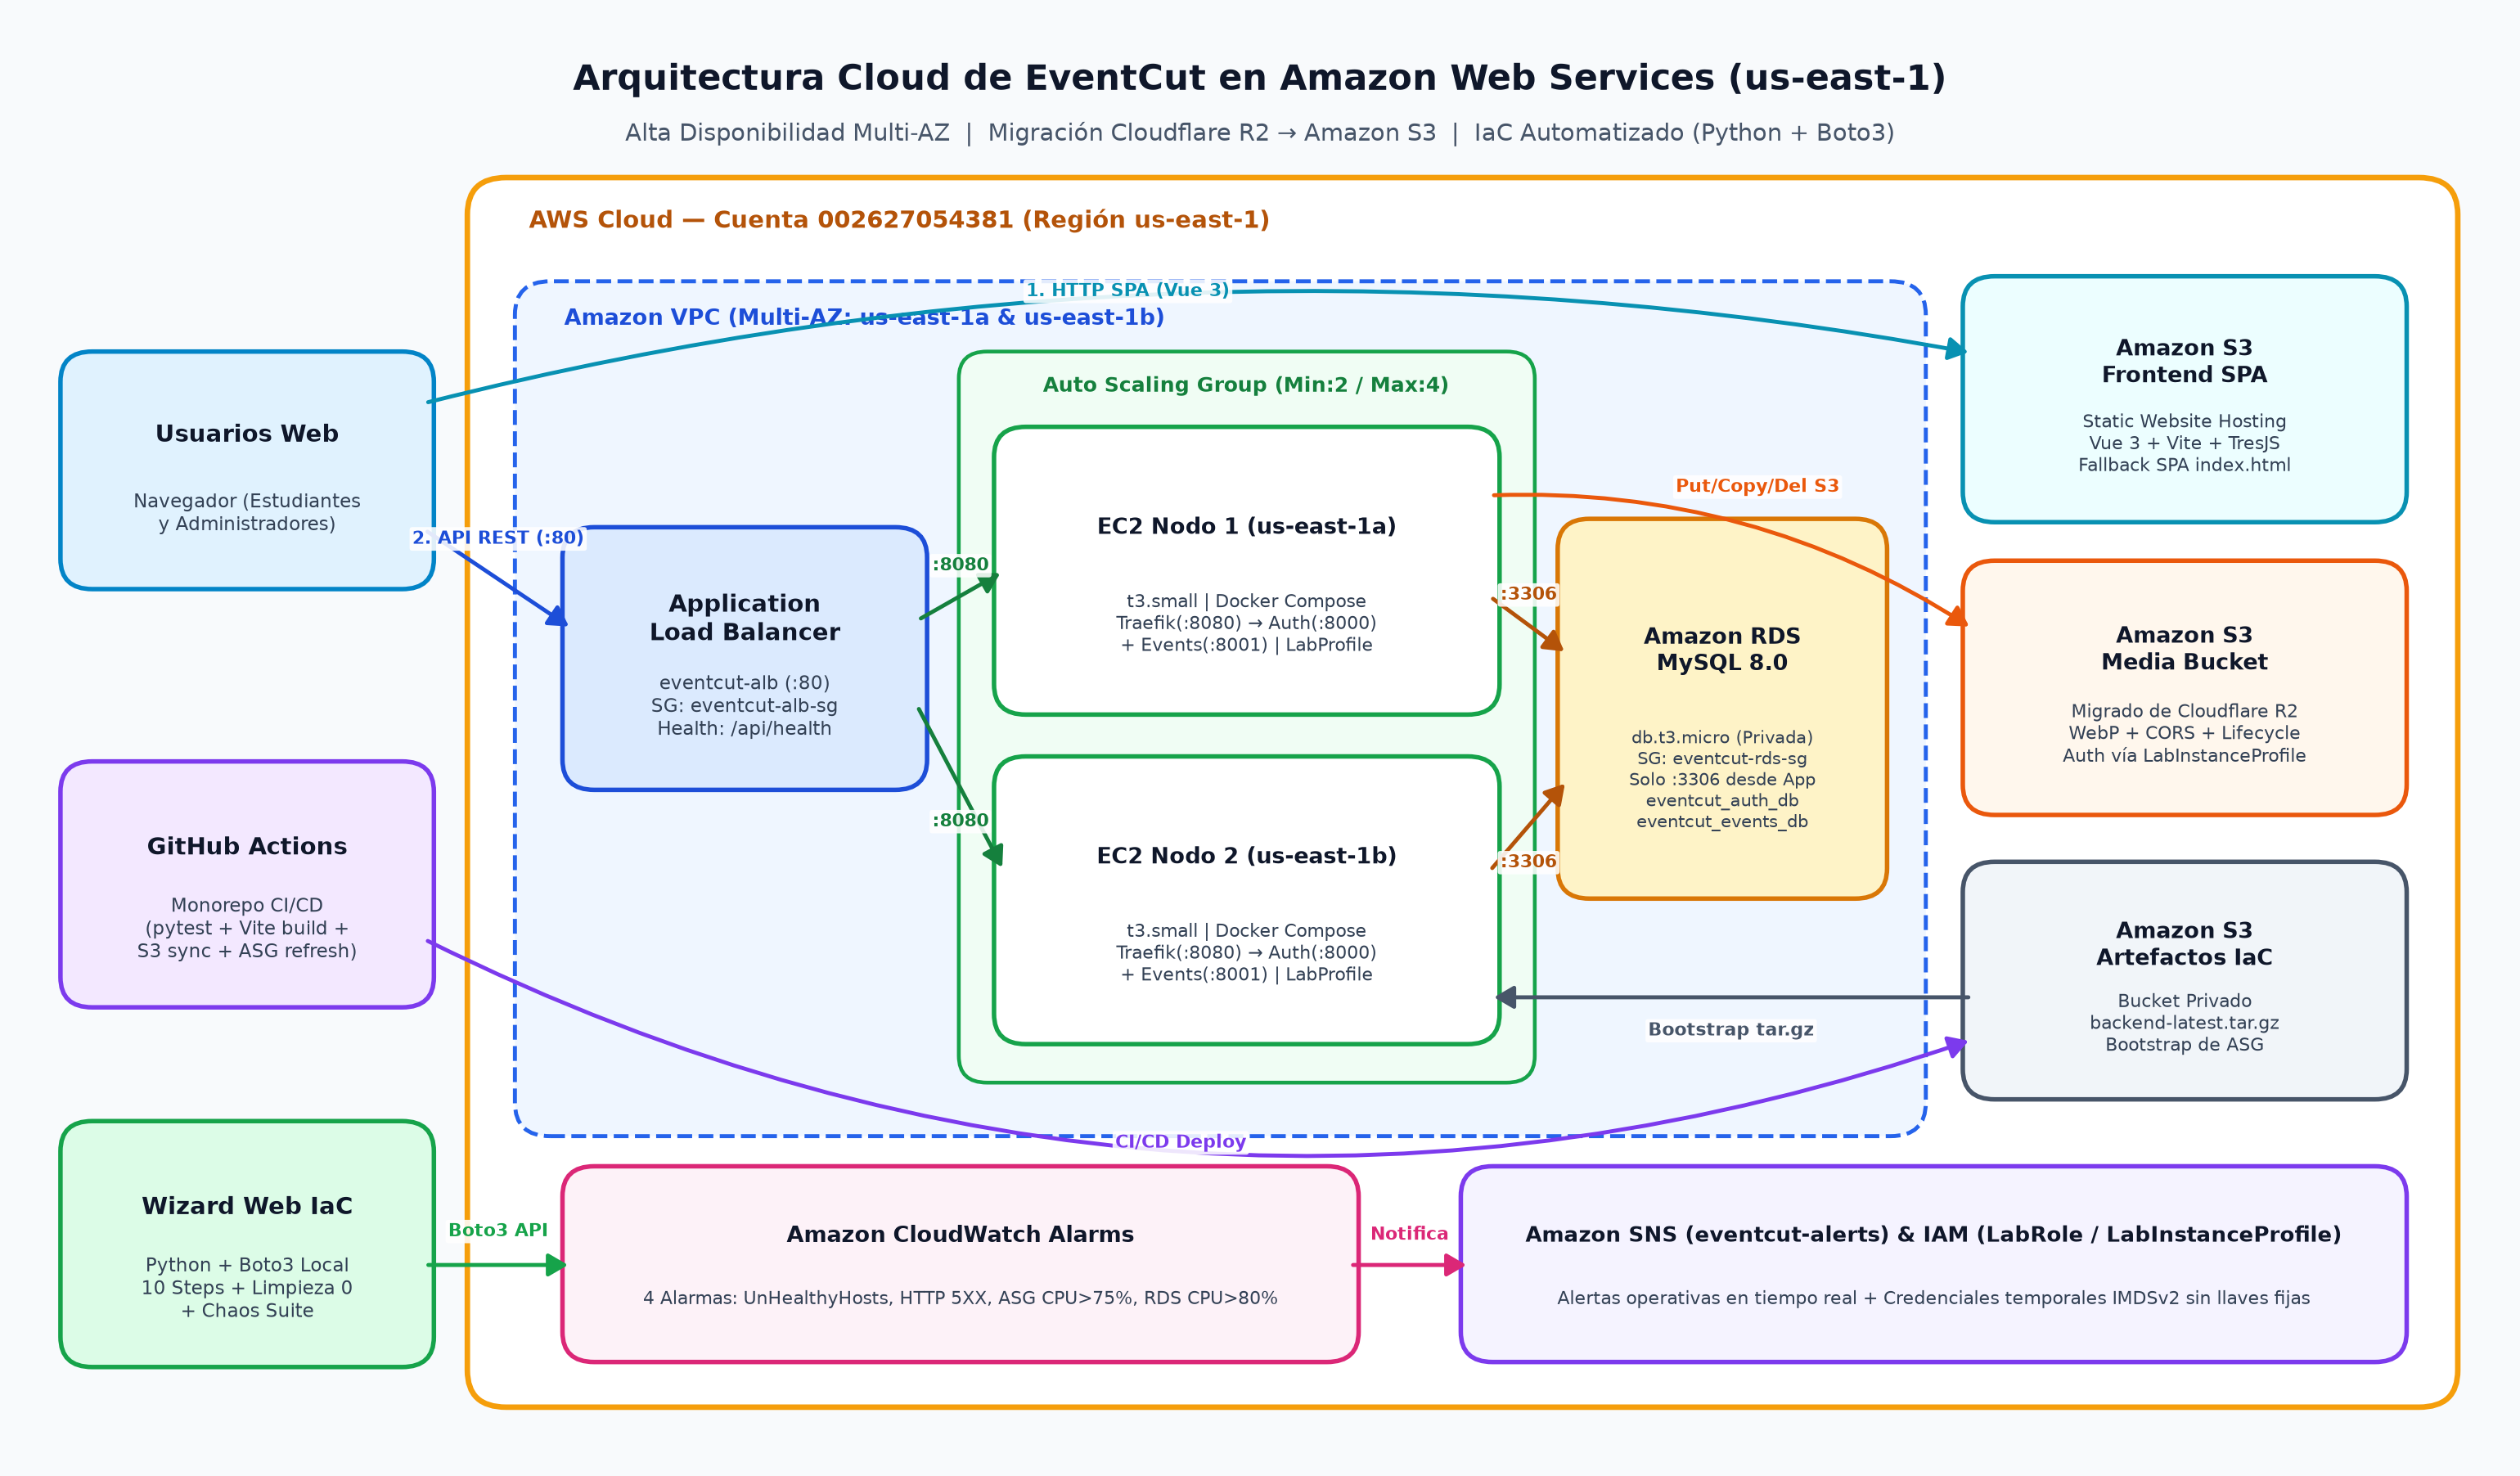 Arquitectura Cloud de EventCut en Amazon Web Services (us-east-1)
Alta Disponibilidad Multi-AZ | Migración Cloudflare R2 → Amazon S3 | IaC Automatizado (Python + Boto3)
AWS Cloud — Cuenta 002627054381 (Región us-east-1)
1. HTTP SPA (Vue 3)
Amazon VPC (Multi-AZ: us-east-1a & us-east-1b)
Usuarios Web
Navegador (Estudiantes
y Administradores)
2. API REST (:80)
Application
Load Balancer
eventcut-alb (:80)
SG: eventcut-alb-sg
Health: /api/health
:8080
:8080
Auto Scaling Group (Min:2 / Max:4)
EC2 Nodo 1 (us-east-1a)
t3.small | Docker Compose
Traefik(:8080) → Auth(:8000)
+ Events(:8001) | LabProfile
EC2 Nodo 2 (us-east-1b)
t3.small | Docker Compose
Traefik(:8080) → Auth(:8000)
+ Events(:8001) | LabProfile
:3306
:3306
Put/Copy/Del S3
Amazon RDS
MySQL 8.0
db.t3.micro (Privada)
SG: eventcut-rds-sg
Solo :3306 desde App
eventcut_auth_db
eventcut_events_db
Amazon S3
Frontend SPA
Static Website Hosting
Vue 3 + Vite + TresJS
Fallback SPA index.html
Amazon S3
Media Bucket
Migrado de Cloudflare R2
WebP + CORS + Lifecycle
Auth vía LabInstanceProfile
Amazon S3
Artefactos IaC
Bucket Privado
backend-latest.tar.gz
Bootstrap de ASG
Bootstrap tar.gz
GitHub Actions
Monorepo CI/CD
(pytest + Vite build +
S3 sync + ASG refresh)
CI/CD Deploy
Wizard Web IaC
Python + Boto3 Local
10 Steps + Limpieza 0
+ Chaos Suite
Boto3 API
Amazon CloudWatch Alarms
4 Alarmas: UnHealthyHosts, HTTP 5XX, ASG CPU>75%, RDS CPU>80%
Notifica
Amazon SNS (eventcut-alerts) & IAM (LabRole / LabInstanceProfile)
Alertas operativas en tiempo real + Credenciales temporales IMDSv2 sin llaves fijas